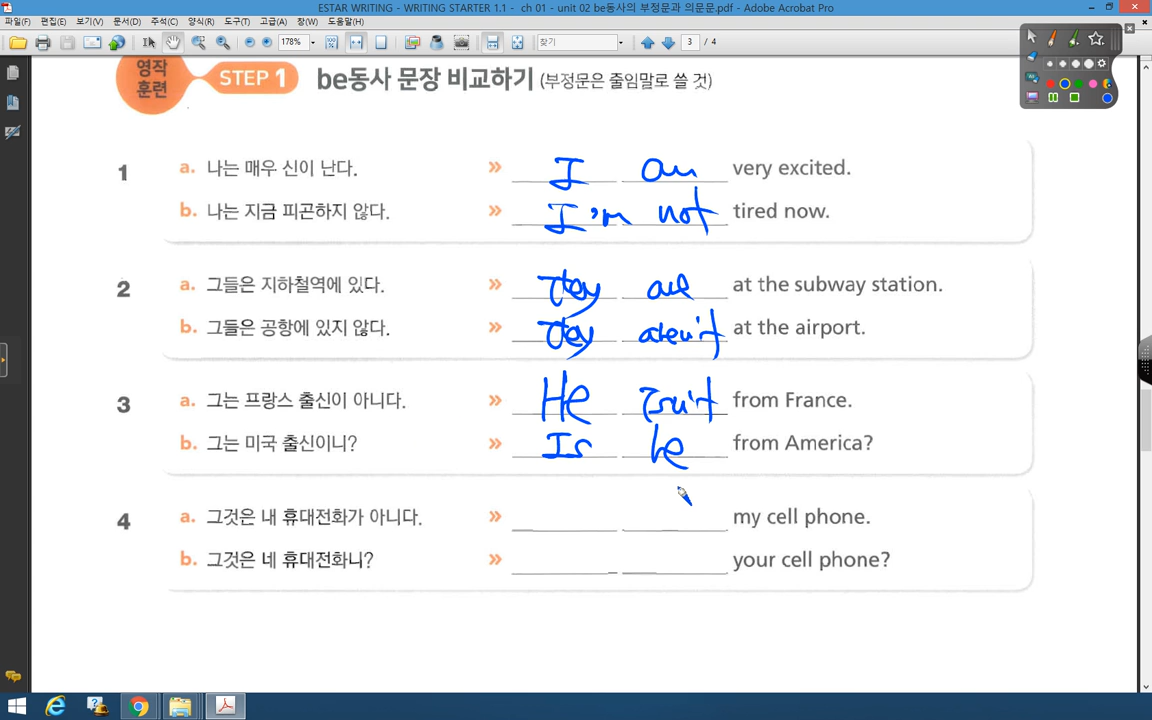 ESTAR WRITING - WRITING STARTER 1.1 - ch 01 - unit 02 be동사의 부정문과 의문문.pdf - Adobe Acrobat Pro
파일(F) 편집(E) 보기(V) 문서(D) 주석(C) 양식(R) 도구(T) 고급(A) 창(W) 도움말(H)
178% 찾기 3 / 4
영작 훈련 STEP 1 be동사 문장 비교하기 (부정문은 줄임말로 쓸 것)
1 a. 나는 매우 신이 난다. » I am very excited.
b. 나는 지금 피곤하지 않다. » I'm not tired now.
2 a. 그들은 지하철역에 있다. » They are at the subway station.
b. 그들은 공항에 있지 않다. » They aren't at the airport.
3 a. 그는 프랑스 출신이 아니다. » He isn't from France.
b. 그는 미국 출신이니? » Is he from America?
4 a. 그것은 내 휴대전화가 아니다. » my cell phone.
b. 그것은 네 휴대전화니? » your cell phone?